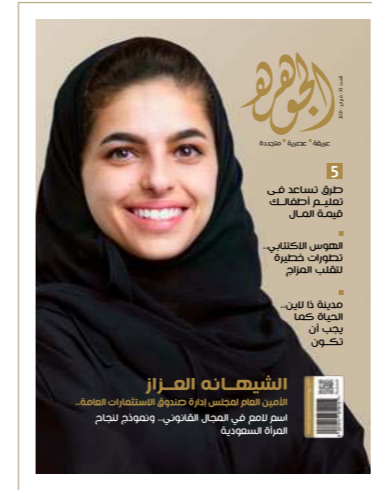 الجوهرة
عريقة * عصرية * متجددة
5
طرق تساعد في
تعليم أطفالك
قيمة المال
الهوس الاكتئابي..
تطورات خطيرة
لتقلب المزاج
مدينة ذا لاين..
الحياة كما
يجب أن
تكون
الشيهانه العزاز
الأمين العام لمجلس إدارة صندوق الاستثمارات العامة..
اسم لامع في المجال القانوني.. ونموذج لنجاح
المرأة السعودية